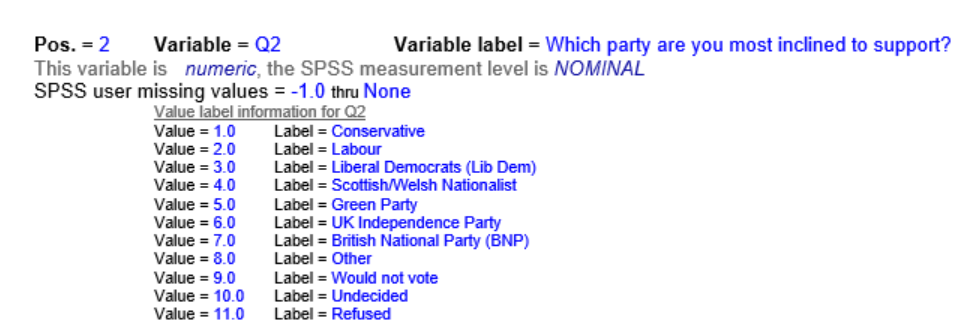 Pos. = 2 Variable = Q2 Variable label = Which party are you most inclined to support?
This variable is numeric, the SPSS measurement level is NOMINAL
SPSS user missing values = -1.0 thru None
Value label information for Q2
Value = 1.0 Label = Conservative
Value = 2.0 Label = Labour
Value = 3.0 Label = Liberal Democrats (Lib Dem)
Value = 4.0 Label = Scottish/Welsh Nationalist
Value = 5.0 Label = Green Party
Value = 6.0 Label = UK Independence Party
Value = 7.0 Label = British National Party (BNP)
Value = 8.0 Label = Other
Value = 9.0 Label = Would not vote
Value = 10.0 Label = Undecided
Value = 11.0 Label = Refused